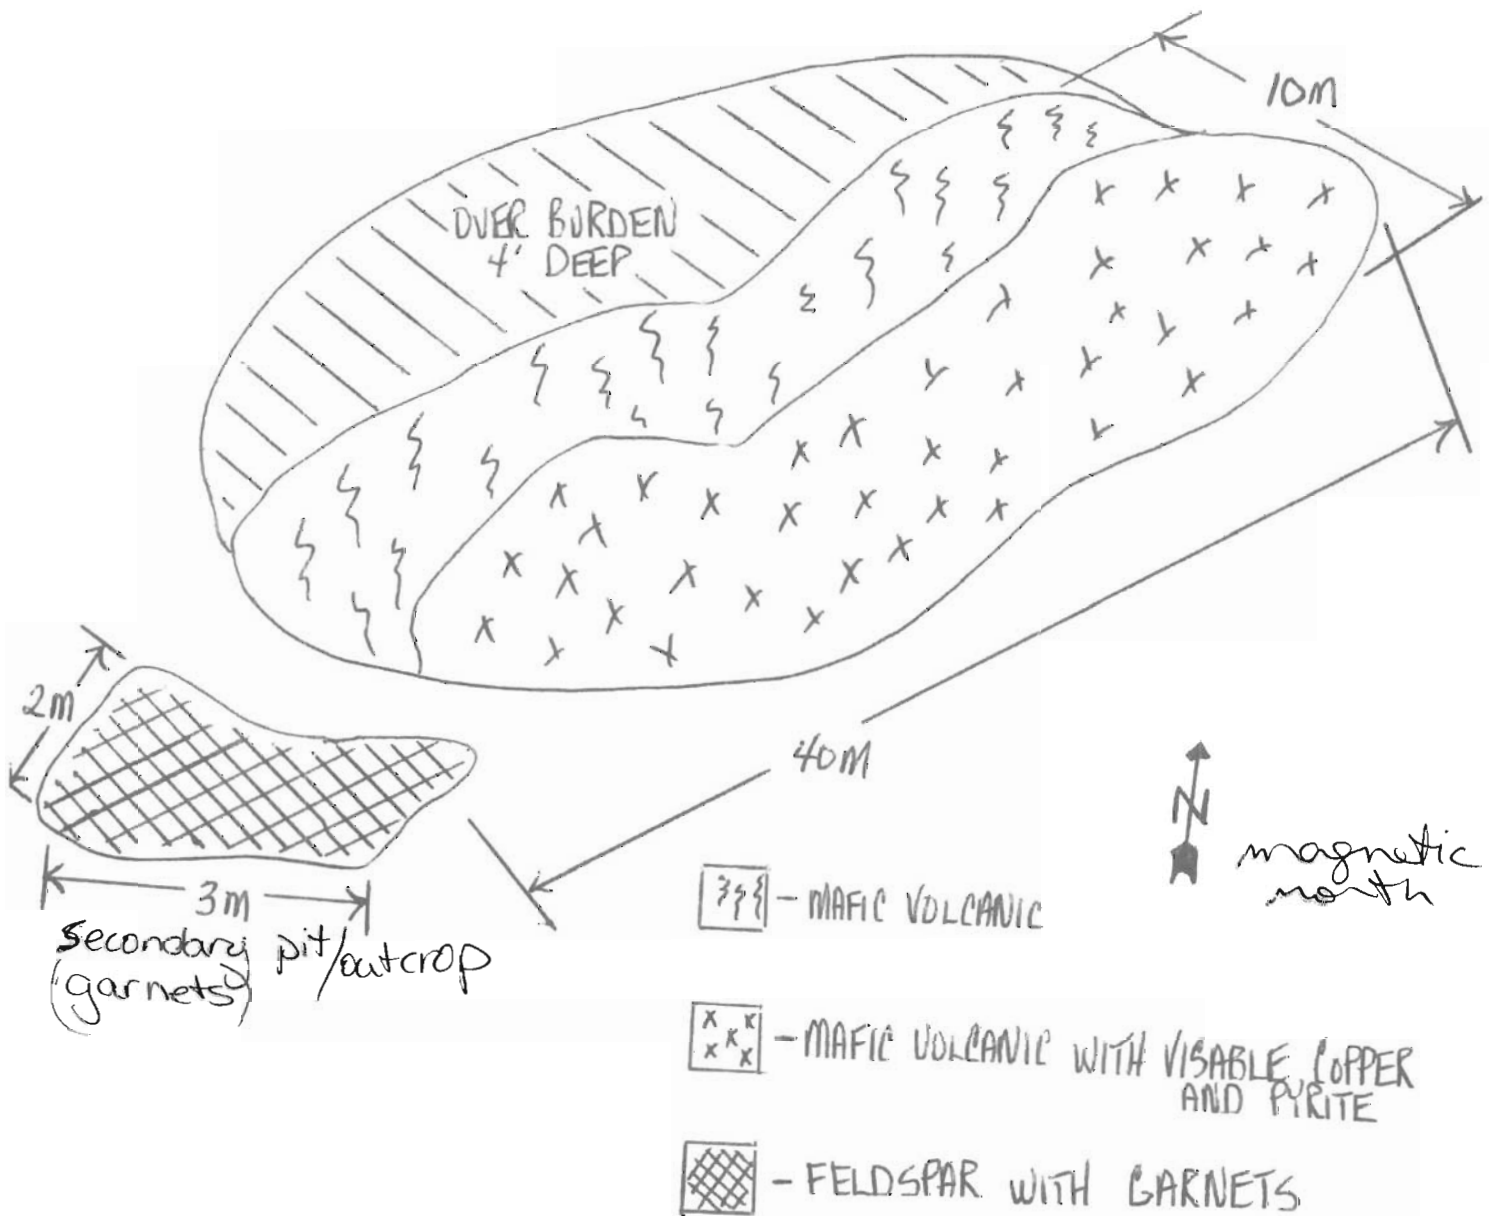 10M
OVER BURDEN
4' DEEP
2m
40M
3m
secondary pit/outcrop
(garnets)
N
magnetic
north
- MAFIC VOLCANIC
- MAFIC VOLCANIC WITH VISABLE COPPER
AND PYRITE
- FELDSPAR WITH GARNETS